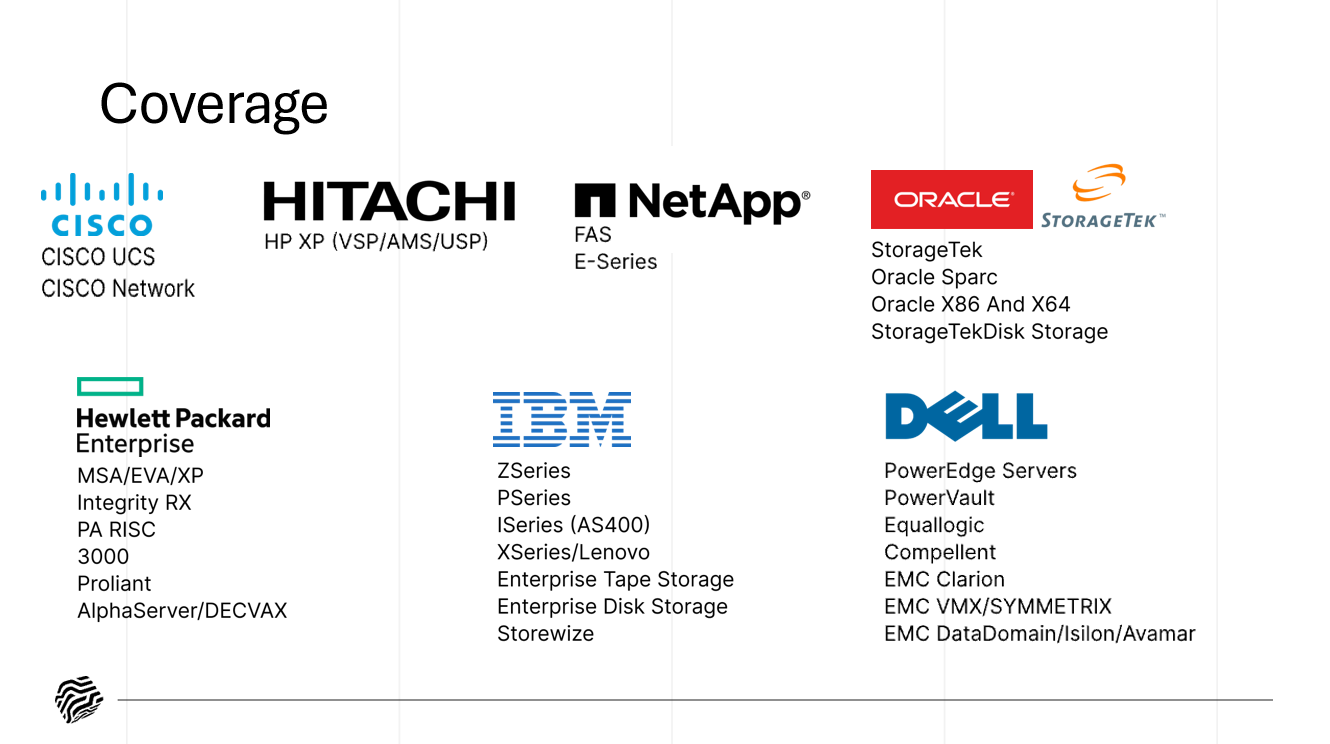 Coverage
CISCO
CISCO UCS
CISCO Network
HITACHI
HP XP (VSP/AMS/USP)
NetApp®
FAS
E-Series
ORACLE®
STORAGETEK™
StorageTek
Oracle Sparc
Oracle X86 And X64
StorageTekDisk Storage
Hewlett Packard
Enterprise
MSA/EVA/XP
Integrity RX
PA RISC
3000
Proliant
AlphaServer/DECVAX
IBM
ZSeries
PSeries
ISeries (AS400)
XSeries/Lenovo
Enterprise Tape Storage
Enterprise Disk Storage
Storewize
DELL
PowerEdge Servers
PowerVault
Equallogic
Compellent
EMC Clarion
EMC VMX/SYMMETRIX
EMC DataDomain/Isilon/Avamar